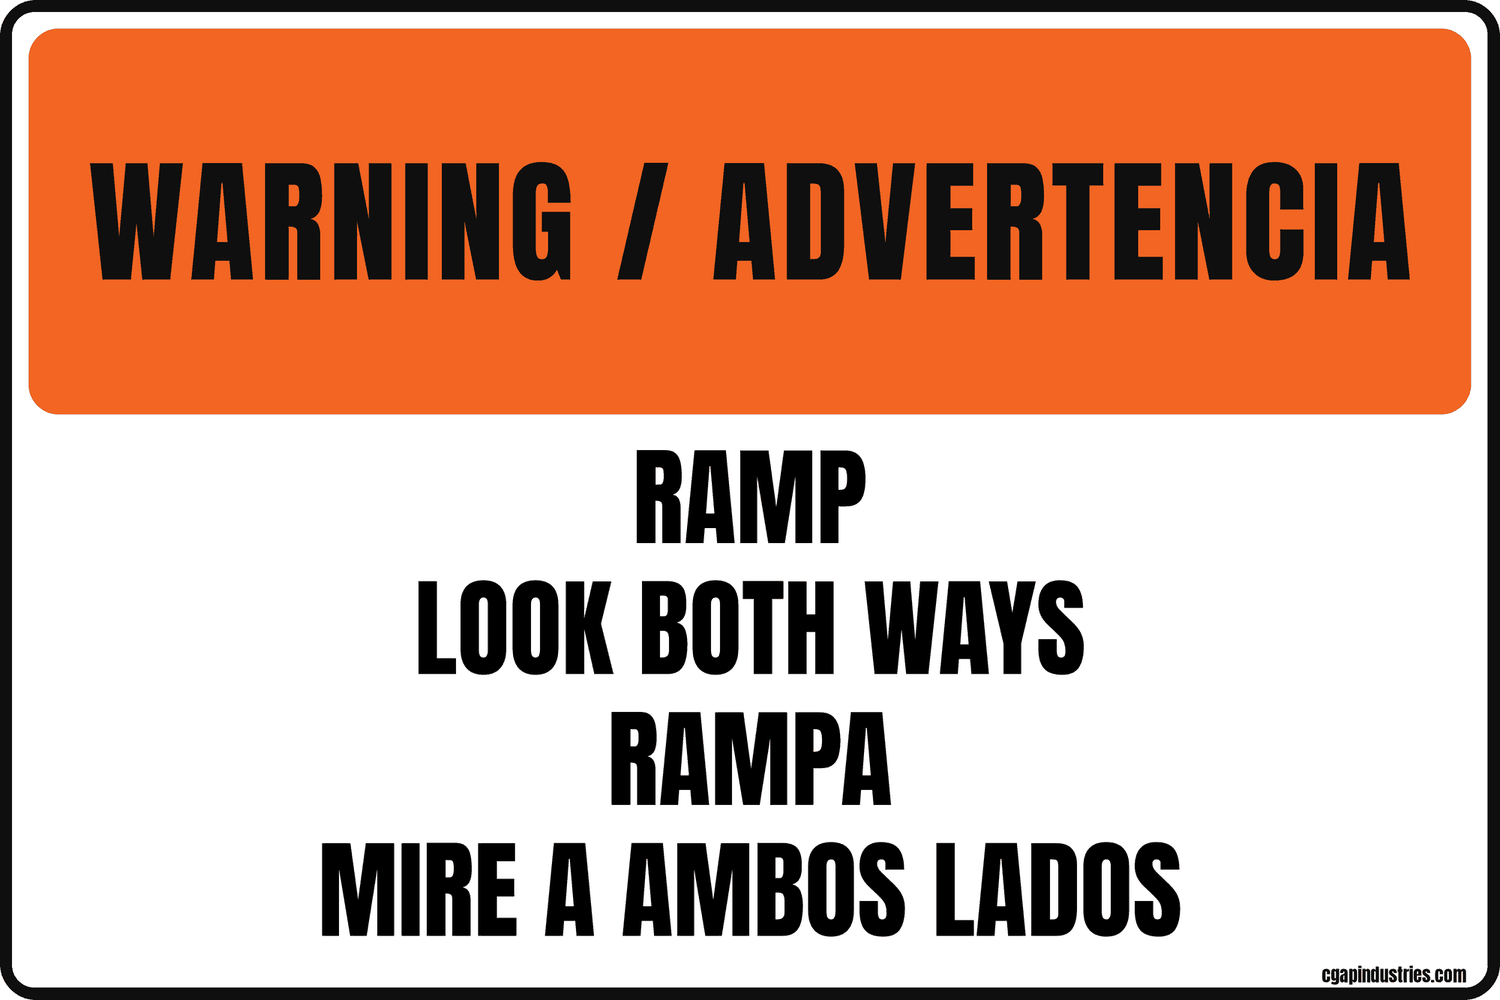 WARNING / ADVERTENCIA
RAMP
LOOK BOTH WAYS
RAMPA
MIRE A AMBOS LADOS
cgapindustries.com